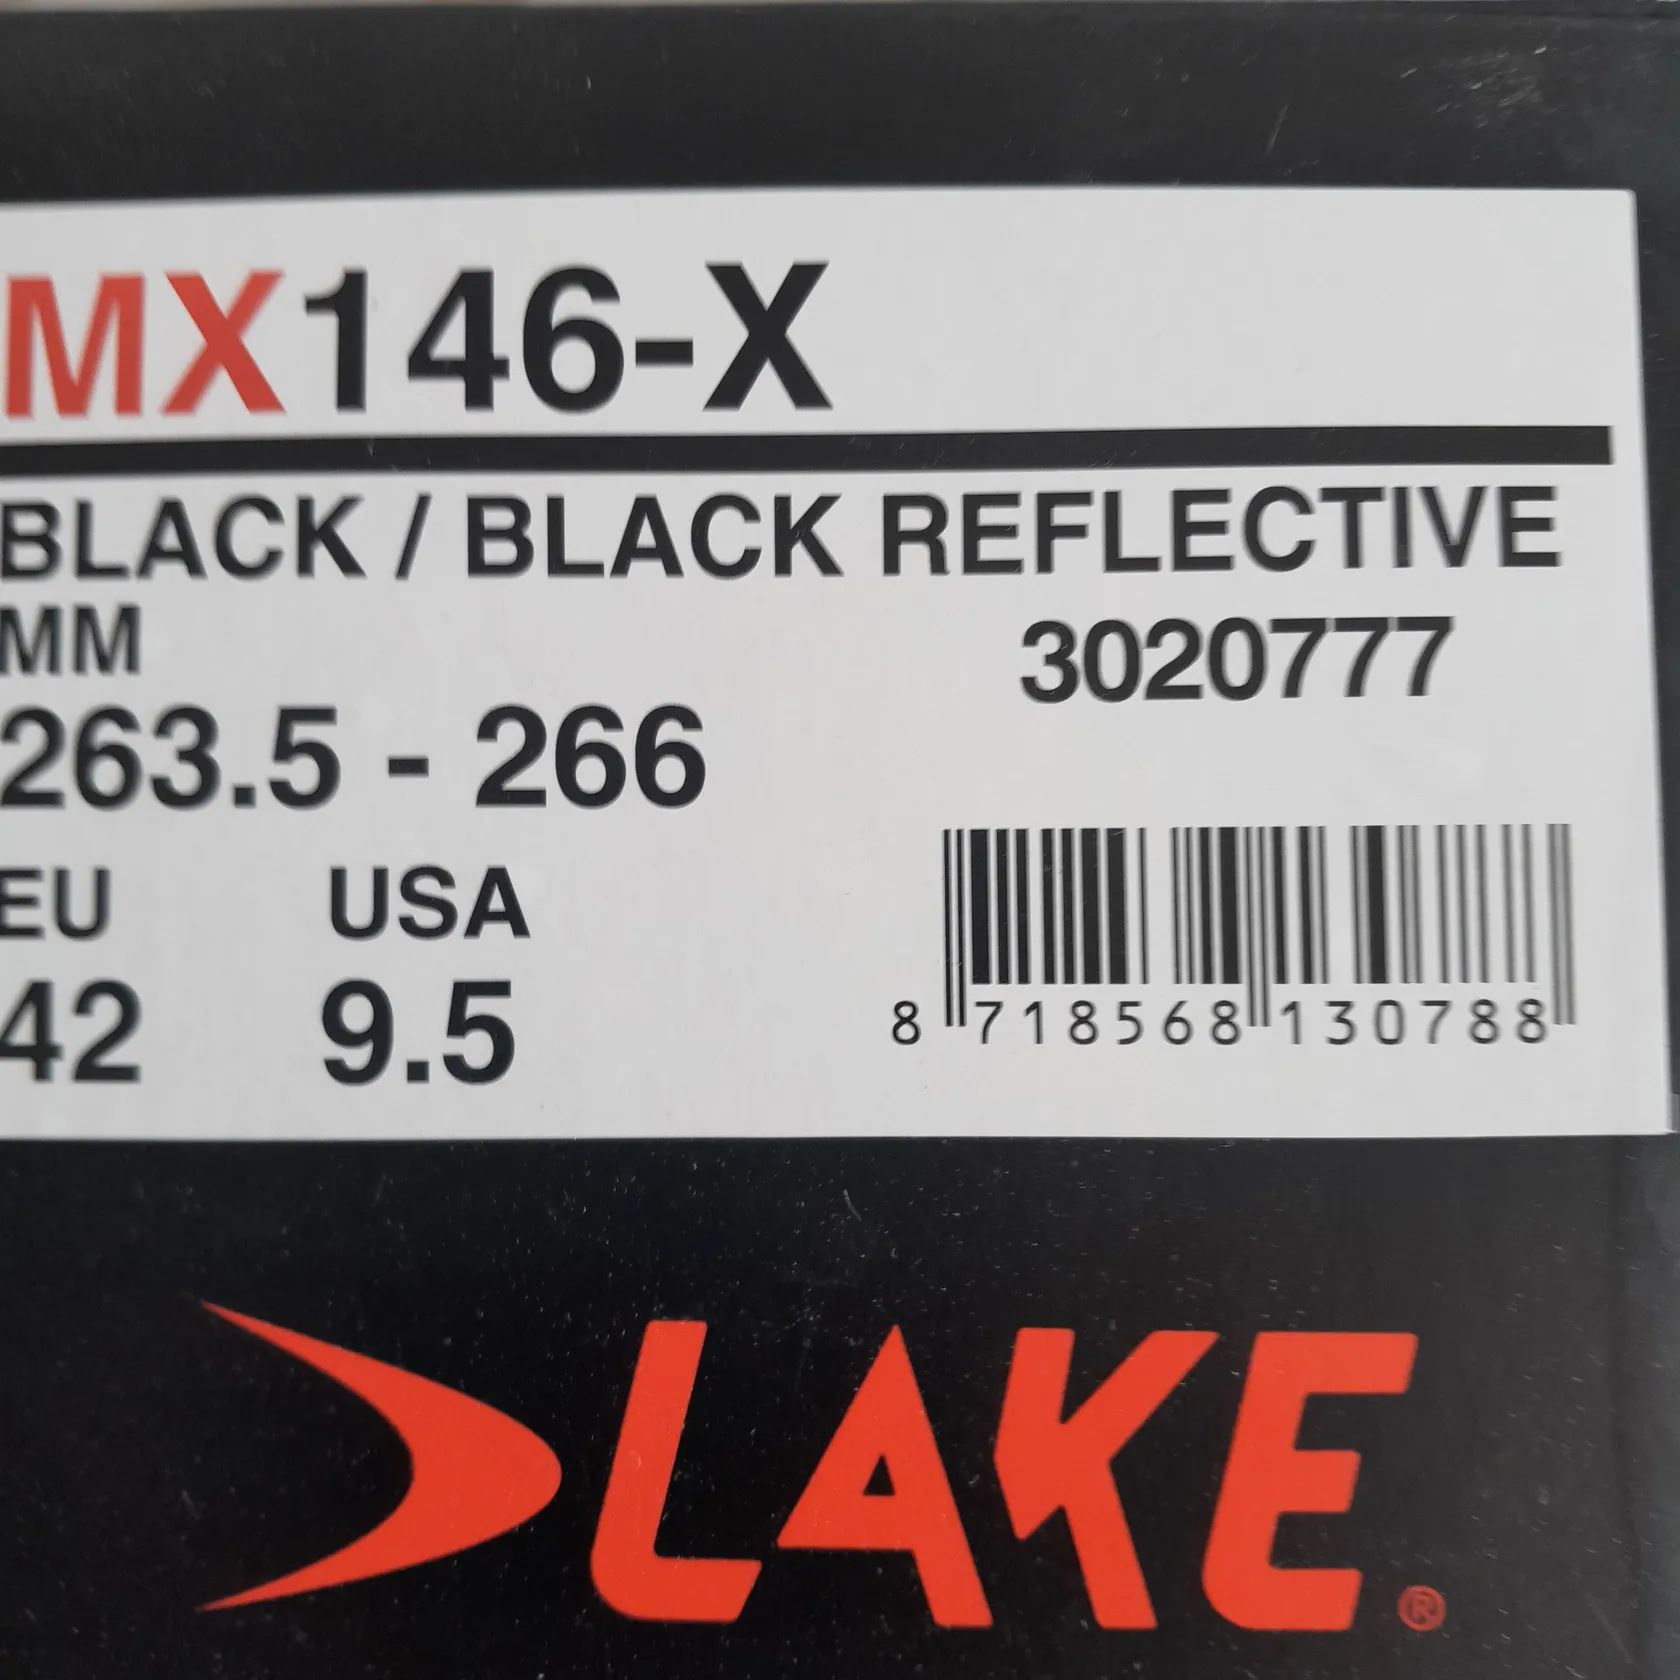 MX146-X
BLACK / BLACK REFLECTIVE
MM
3020777
263.5 - 266
EU USA
42 9.5
8 718568 130788
LAKE®